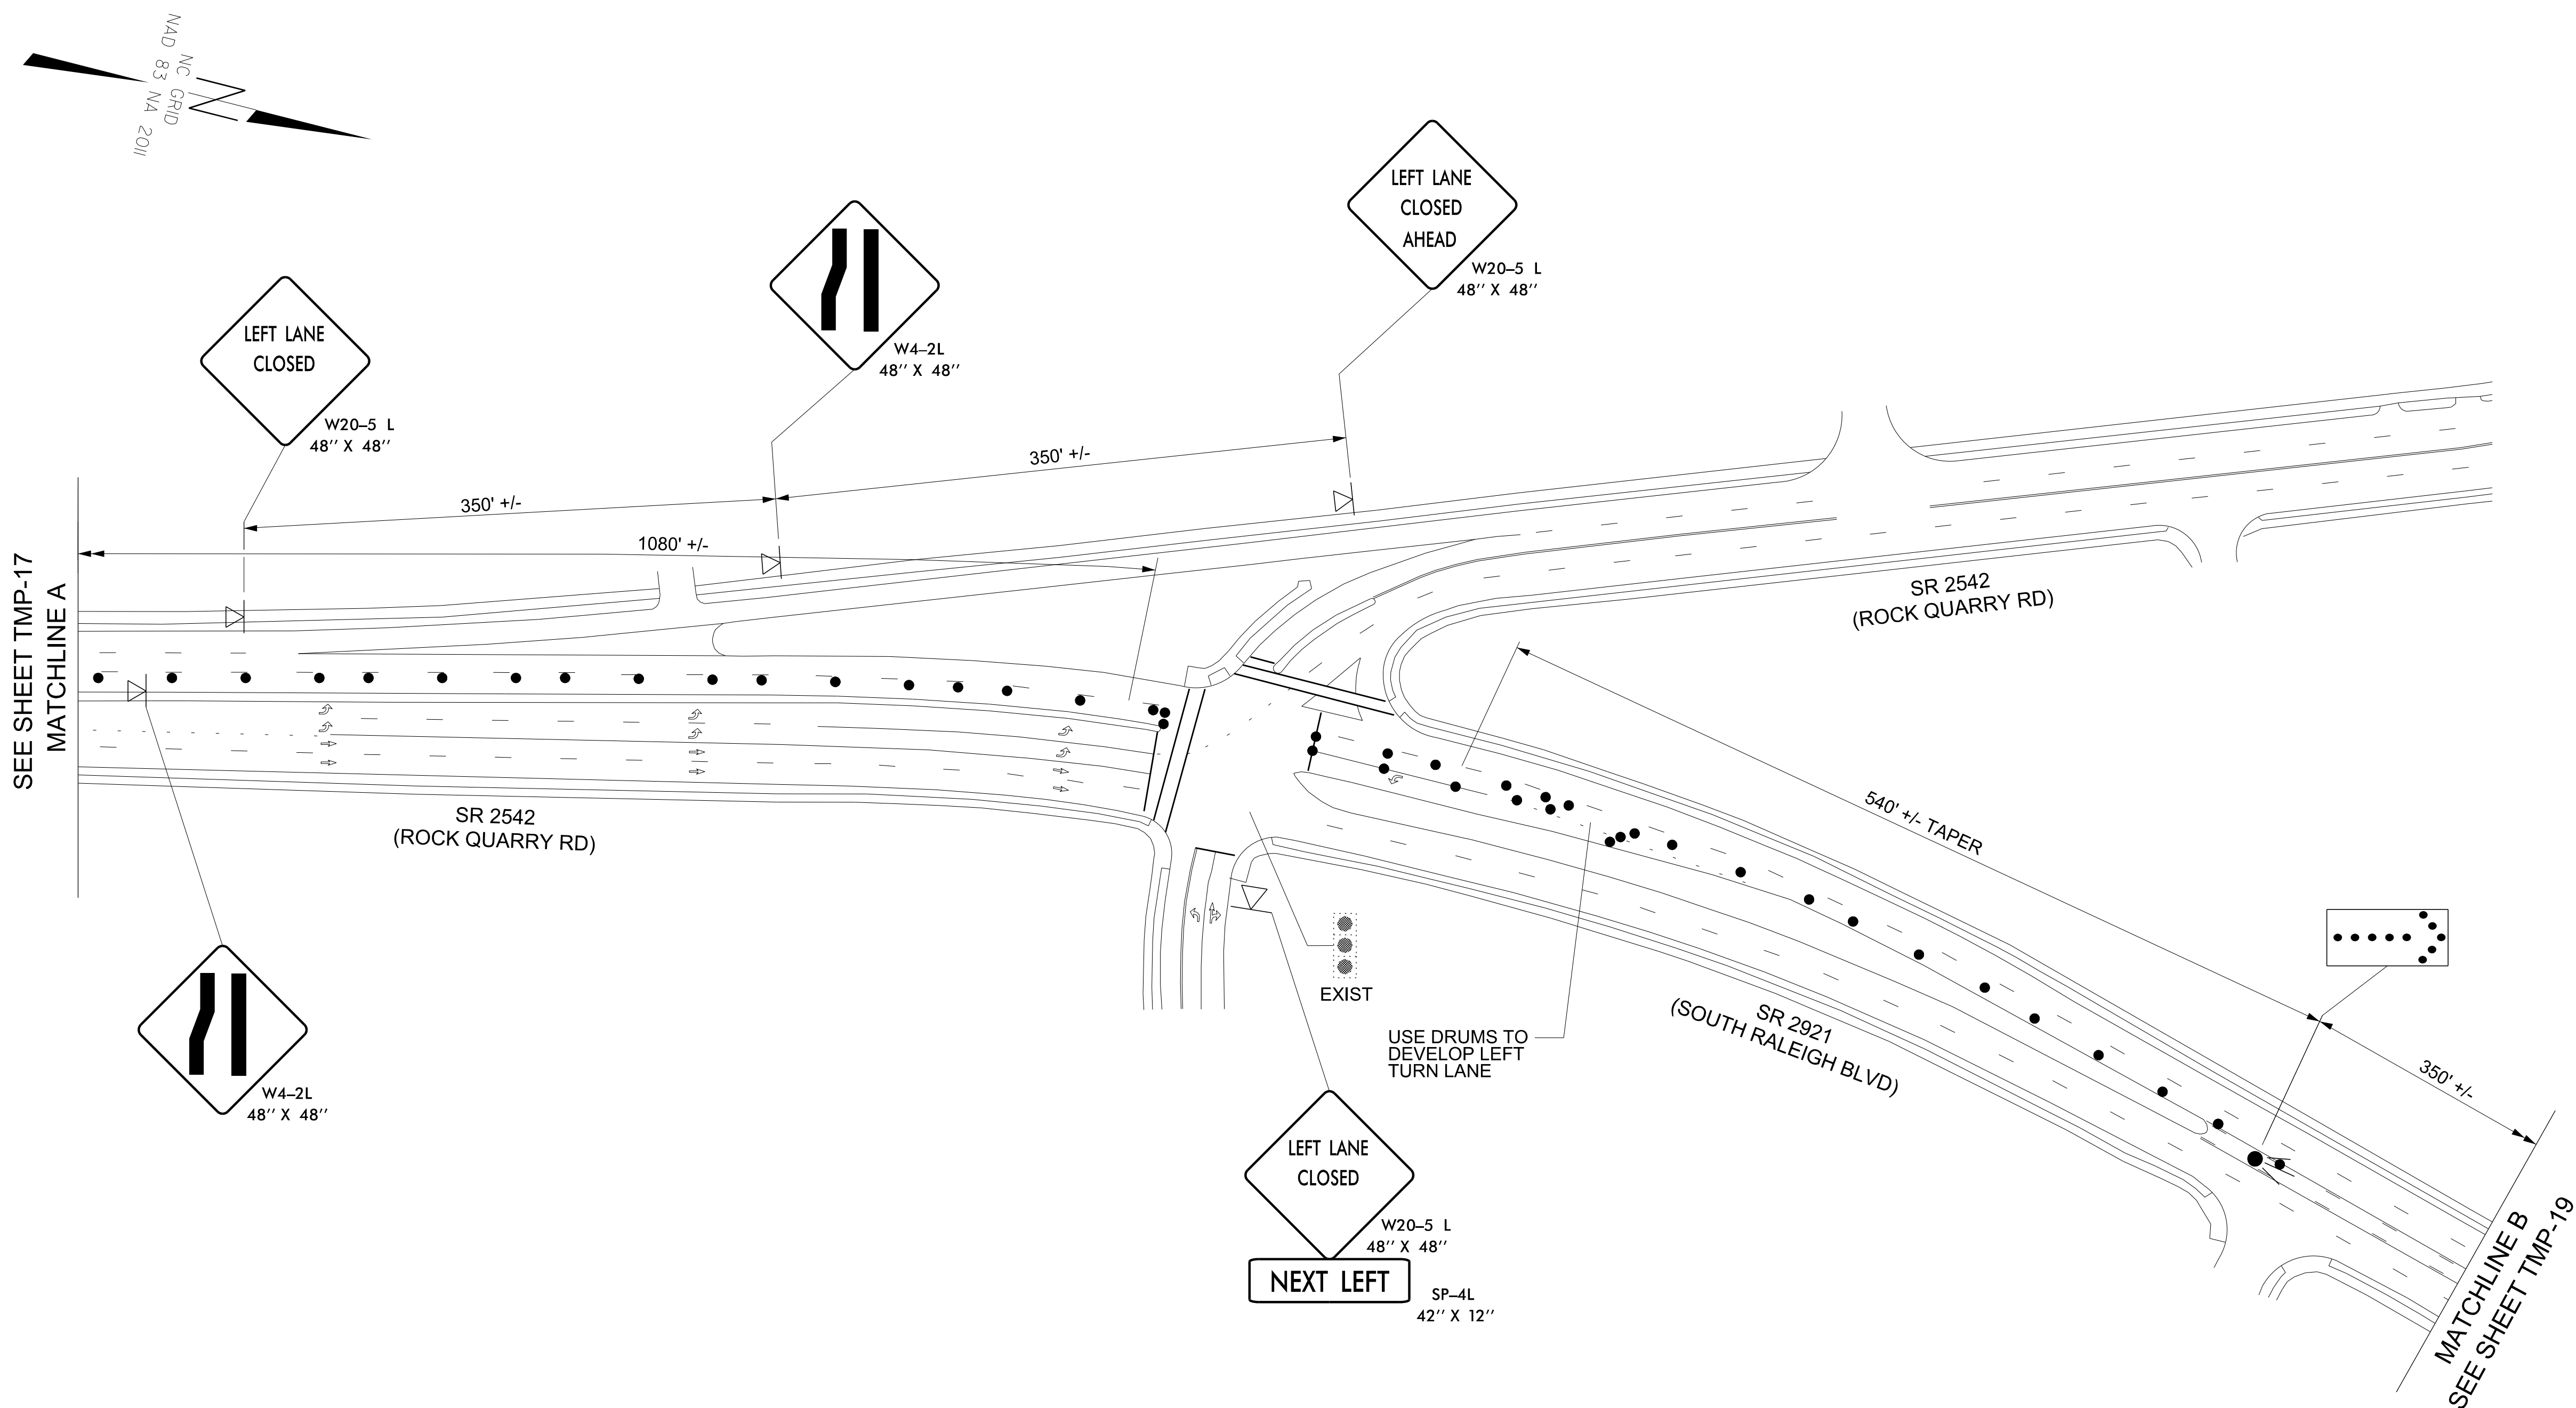 NC GRID
NAD 83 NA 2011
LEFT LANE
CLOSED
AHEAD
W20–5 L
48'' X 48''
W4–2L
48'' X 48''
LEFT LANE
CLOSED
W20–5 L
48'' X 48''
350' +/-
350' +/-
1080' +/-
SEE SHEET TMP-17
MATCHLINE A
SR 2542
(ROCK QUARRY RD)
SR 2542
(ROCK QUARRY RD)
540' +/- TAPER
350' +/-
EXIST
USE DRUMS TO
DEVELOP LEFT
TURN LANE
SR 2921
(SOUTH RALEIGH BLVD)
W4–2L
48'' X 48''
LEFT LANE
CLOSED
W20–5 L
48'' X 48''
NEXT LEFT
SP–4L
42'' X 12''
MATCHLINE B
SEE SHEET TMP-19